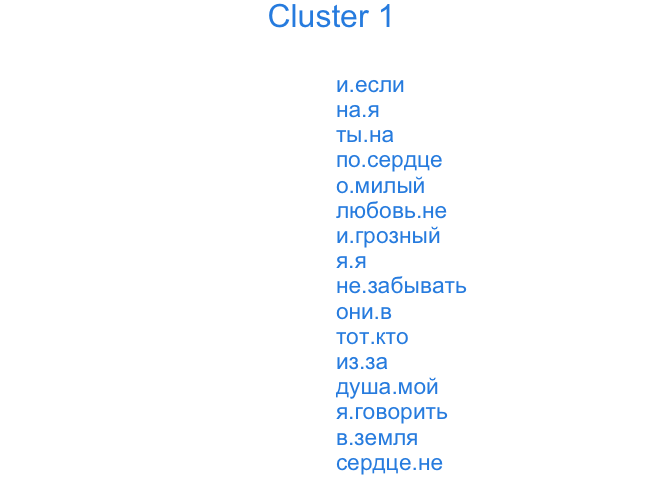 Cluster 1
и.если
на.я
ты.на
по.сердце
о.милый
любовь.не
и.грозный
я.я
не.забывать
они.в
тот.кто
из.за
душа.мой
я.говорить
в.земля
сердце.не